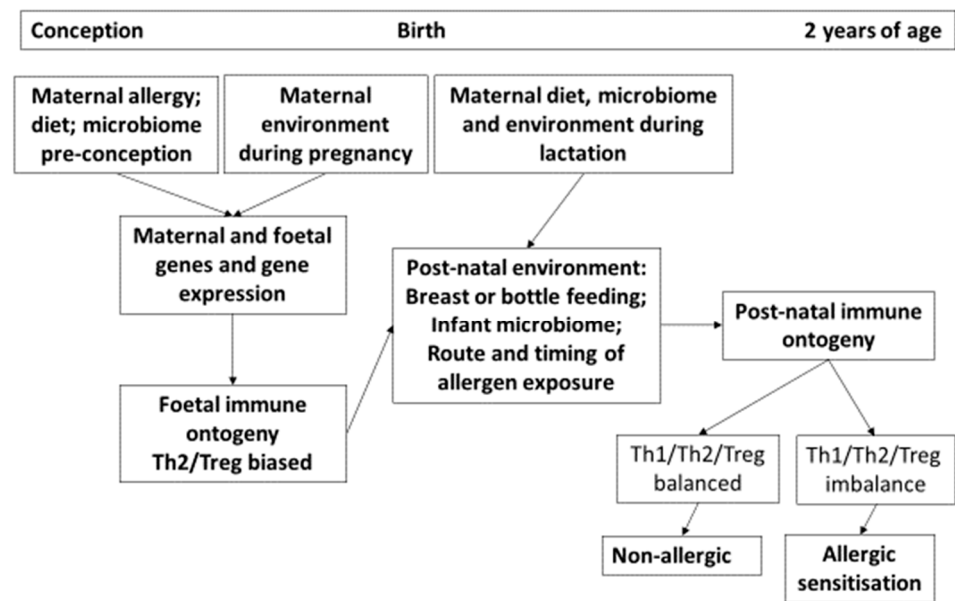 Conception Birth 2 years of age
Maternal allergy;
diet; microbiome
pre-conception
Maternal
environment
during pregnancy
Maternal diet, microbiome
and environment during
lactation
Maternal and foetal
genes and gene
expression
Post-natal environment:
Breast or bottle feeding;
Infant microbiome;
Route and timing of
allergen exposure
Post-natal immune
ontogeny
Foetal immune
ontogeny
Th2/Treg biased
Th1/Th2/Treg
balanced
Th1/Th2/Treg
imbalance
Non-allergic
Allergic
sensitisation